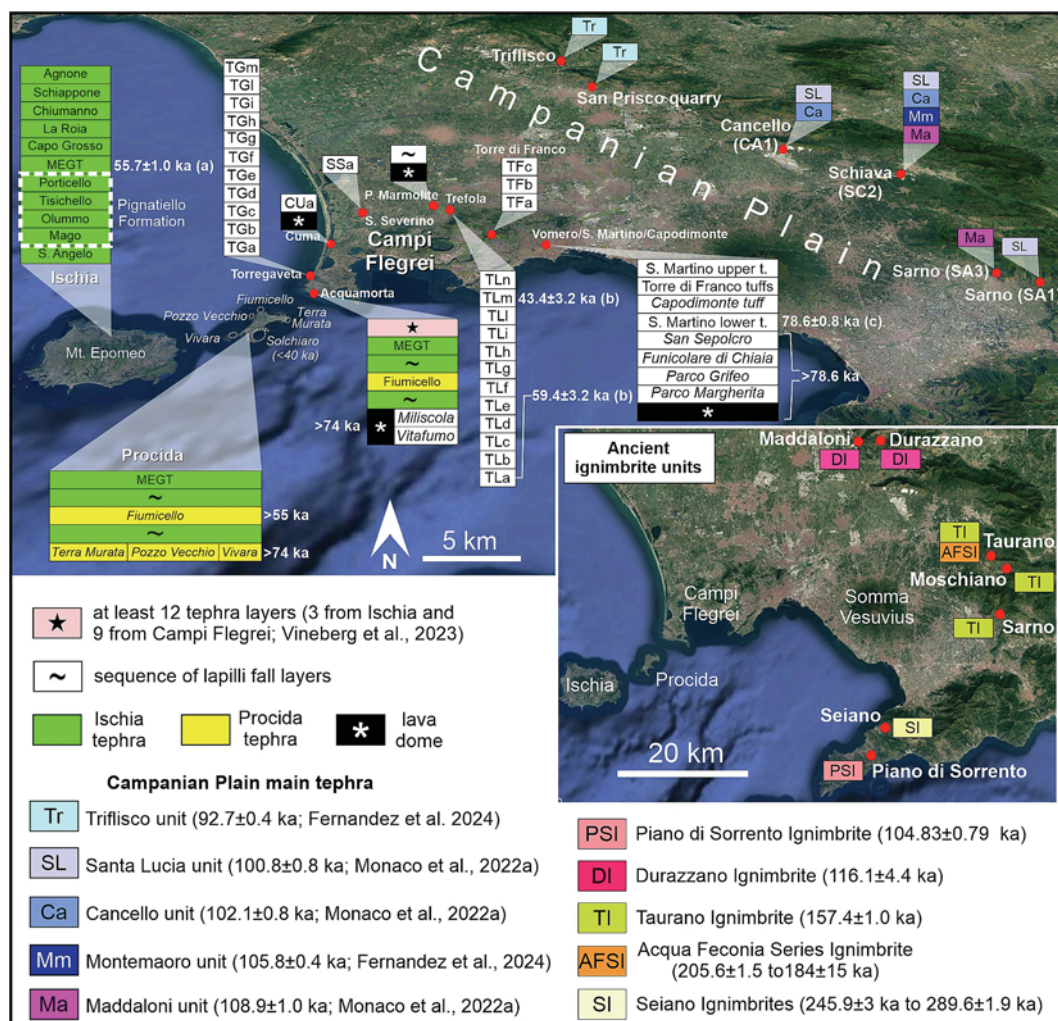 Campanian Plain
Tr
Tr
Triflisco
San Prisco quarry
SL
Ca
Cancello
(CA1)
SL
Ca
Mm
Ma
Schiava
(SC2)
Ma
SL
Sarno (SA3)
Sarno (SA1)
Agnone
Schiappone
Chiumanno
La Roia
Capo Grosso
MEGT
Porticello
Tisichello
Olummo
Mago
S. Angelo
55.7±1.0 ka (a)
Pignatiello
Formation
Ischia
Mt. Epomeo
TGm
TGl
TGi
TGh
TGg
TGf
TGe
TGd
TGc
TGb
TGa
Torregaveta
CUa
*
Cuma
SSa
S. Severino
~
*
P. Marmolite
Trefola
Campi
Flegrei
Torre di Franco
TFc
TFb
TFa
Vomero/S. Martino/Capodimonte
Acquamorta
Fiumicello
Pozzo Vecchio
Terra
Murata
Vivara
Solchiaro
(<40 ka)
★
MEGT
~
Fiumicello
~
>74 ka
*
Miliscola
Vitafumo
TLn
TLm
TLl
TLi
TLh
TLg
TLf
TLe
TLd
TLc
TLb
TLa
43.4±3.2 ka (b)
59.4±3.2 ka (b)
S. Martino upper t.
Torre di Franco tuffs
Capodimonte tuff
S. Martino lower t.
San Sepolcro
Funicolare di Chiaia
Parco Grifeo
Parco Margherita
*
78.6±0.8 ka (c)
>78.6 ka
Procida
MEGT
~
Fiumicello
~
Terra Murata
Pozzo Vecchio
Vivara
>55 ka
>74 ka
N
5 km
Ancient
ignimbrite units
Maddaloni
Durazzano
DI
DI
TI
AFSI
Taurano
Moschiano
TI
TI
Sarno
Campi
Flegrei
Somma
Vesuvius
Ischia
Procida
Seiano
SI
20 km
PSI
Piano di Sorrento
★ at least 12 tephra layers (3 from Ischia and
9 from Campi Flegrei; Vineberg et al., 2023)
~ sequence of lapilli fall layers
Ischia
tephra
Procida
tephra
* lava
dome
Campanian Plain main tephra
Tr Triflisco unit (92.7±0.4 ka; Fernandez et al. 2024)
SL Santa Lucia unit (100.8±0.8 ka; Monaco et al., 2022a)
Ca Cancello unit (102.1±0.8 ka; Monaco et al., 2022a)
Mm Montemaoro unit (105.8±0.4 ka; Fernandez et al., 2024)
Ma Maddaloni unit (108.9±1.0 ka; Monaco et al., 2022a)
PSI Piano di Sorrento Ignimbrite (104.83±0.79 ka)
DI Durazzano Ignimbrite (116.1±4.4 ka)
TI Taurano Ignimbrite (157.4±1.0 ka)
AFSI Acqua Feconia Series Ignimbrite
(205.6±1.5 to184±15 ka)
SI Seiano Ignimbrites (245.9±3 ka to 289.6±1.9 ka)